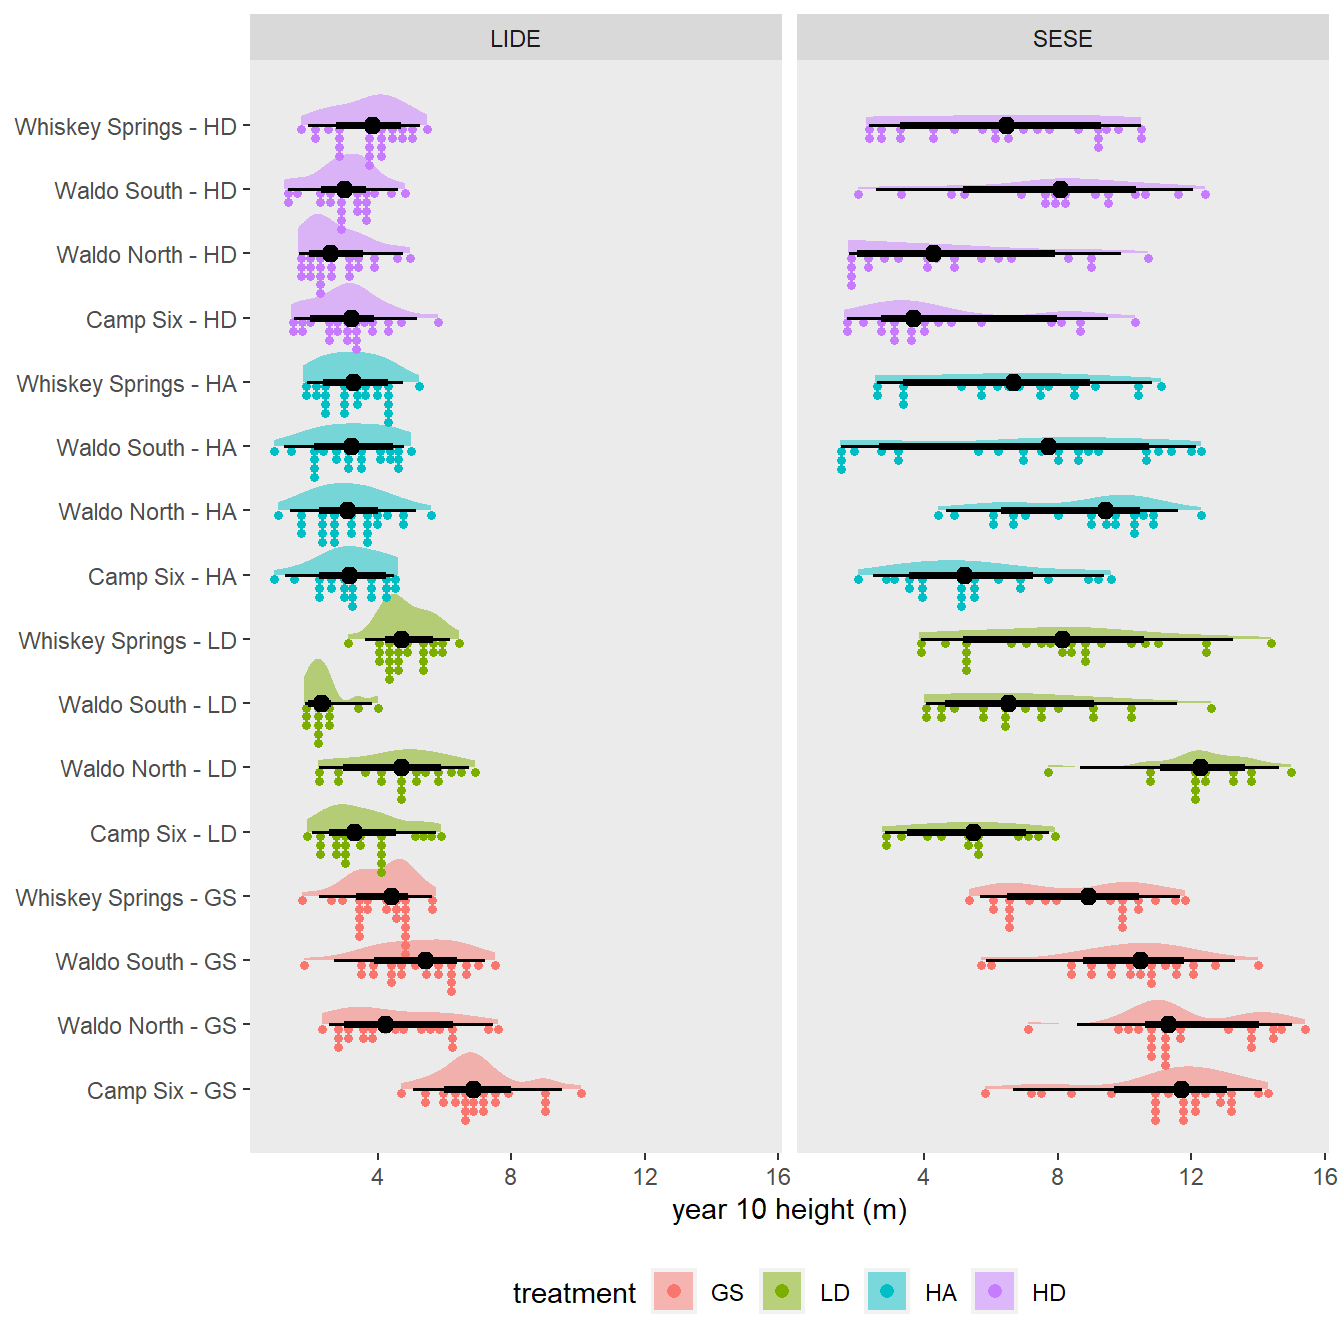 LIDE SESE
Whiskey Springs - HD
Waldo South - HD
Waldo North - HD
Camp Six - HD
Whiskey Springs - HA
Waldo South - HA
Waldo North - HA
Camp Six - HA
Whiskey Springs - LD
Waldo South - LD
Waldo North - LD
Camp Six - LD
Whiskey Springs - GS
Waldo South - GS
Waldo North - GS
Camp Six - GS
4 8 12 16 4 8 12 16
year 10 height (m)
treatment GS LD HA HD